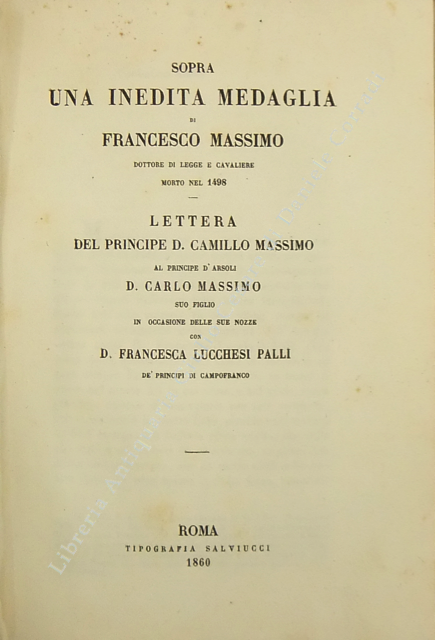 SOPRA
UNA INEDITA MEDAGLIA
DI
FRANCESCO MASSIMO
DOTTORE DI LEGGE E CAVALIERE
MORTO NEL 1498
LETTERA
DEL PRINCIPE D. CAMILLO MASSIMO
AL PRINCIPE D'ARSOLI
D. CARLO MASSIMO
SUO FIGLIO
IN OCCASIONE DELLE SUE NOZZE
CON
D. FRANCESCA LUCCHESI PALLI
DE' PRINCIPI DI CAMPOFRANCO
ROMA
TIPOGRAFIA SALVIUCCI
1860
Libreria Antiquaria